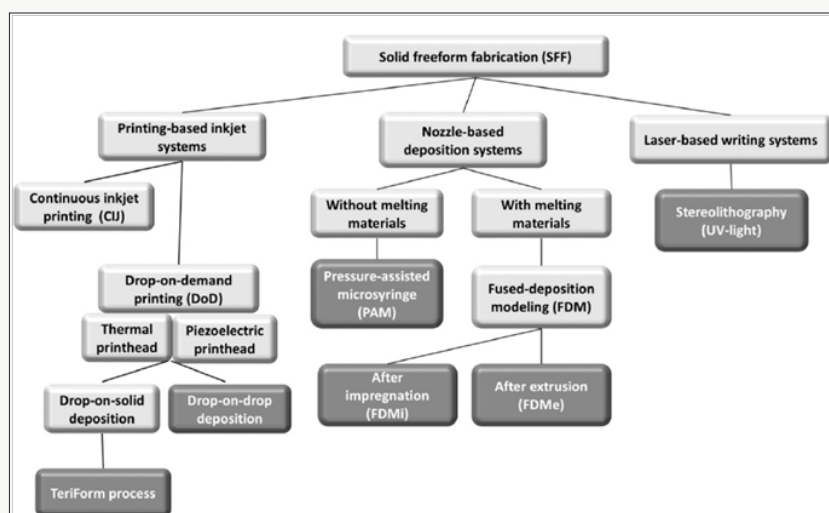 Solid freeform fabrication (SFF)
Printing-based inkjet
systems
Nozzle-based
deposition systems
Laser-based writing systems
Continuous inkjet
printing (CIJ)
Without melting
materials
With melting
materials
Stereolithography
(UV-light)
Drop-on-demand
printing (DoD)
Pressure-assisted
microsyringe
(PAM)
Fused-deposition
modeling (FDM)
Thermal
printhead
Piezoelectric
printhead
Drop-on-solid
deposition
Drop-on-drop
deposition
After
impregnation
(FDMi)
After extrusion
(FDMe)
TeriForm process